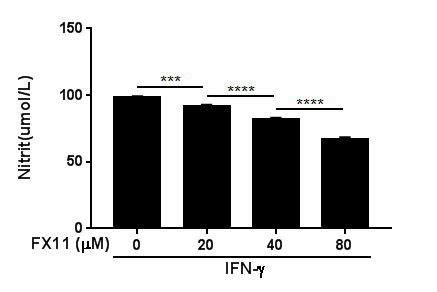 Nitrit(umol/L)
150
100
50
0
***
****
****
FX11 (μM) 0 20 40 80
IFN-γ